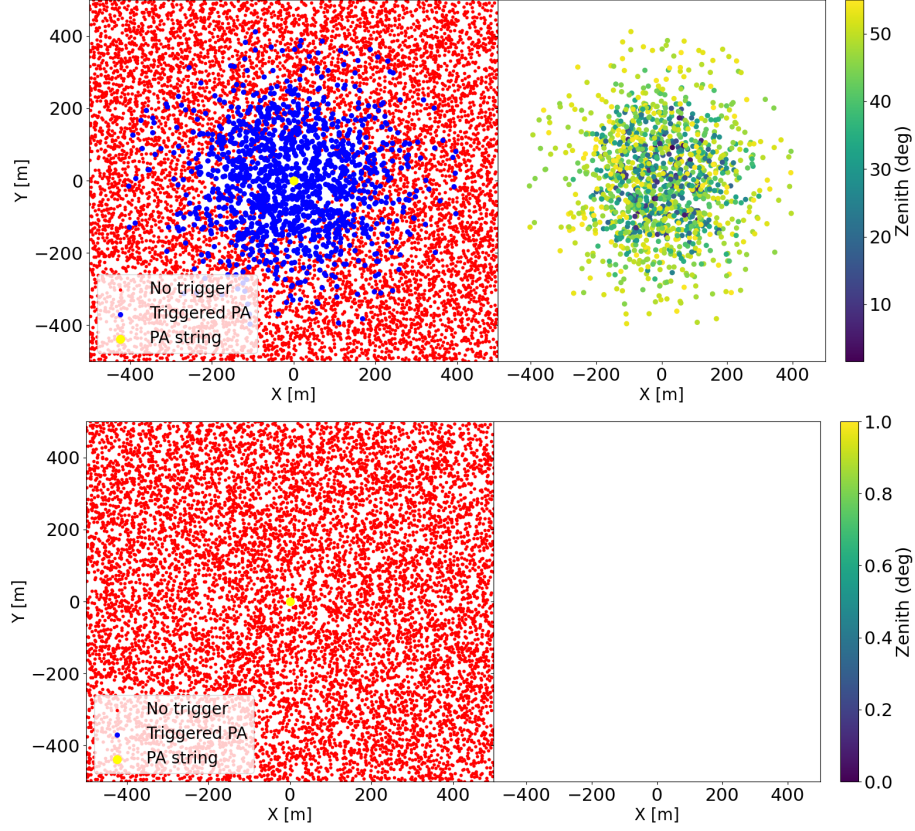 400
200
0
−200
−400
Y [m]
No trigger
Triggered PA
PA string
−400 −200 0 200 400
X [m]
−400 −200 0 200 400
X [m]
50
40
30
20
10
Zenith (deg)
400
200
0
−200
−400
Y [m]
No trigger
Triggered PA
PA string
−400 −200 0 200 400
X [m]
−400 −200 0 200 400
X [m]
1.0
0.8
0.6
0.4
0.2
0.0
Zenith (deg)